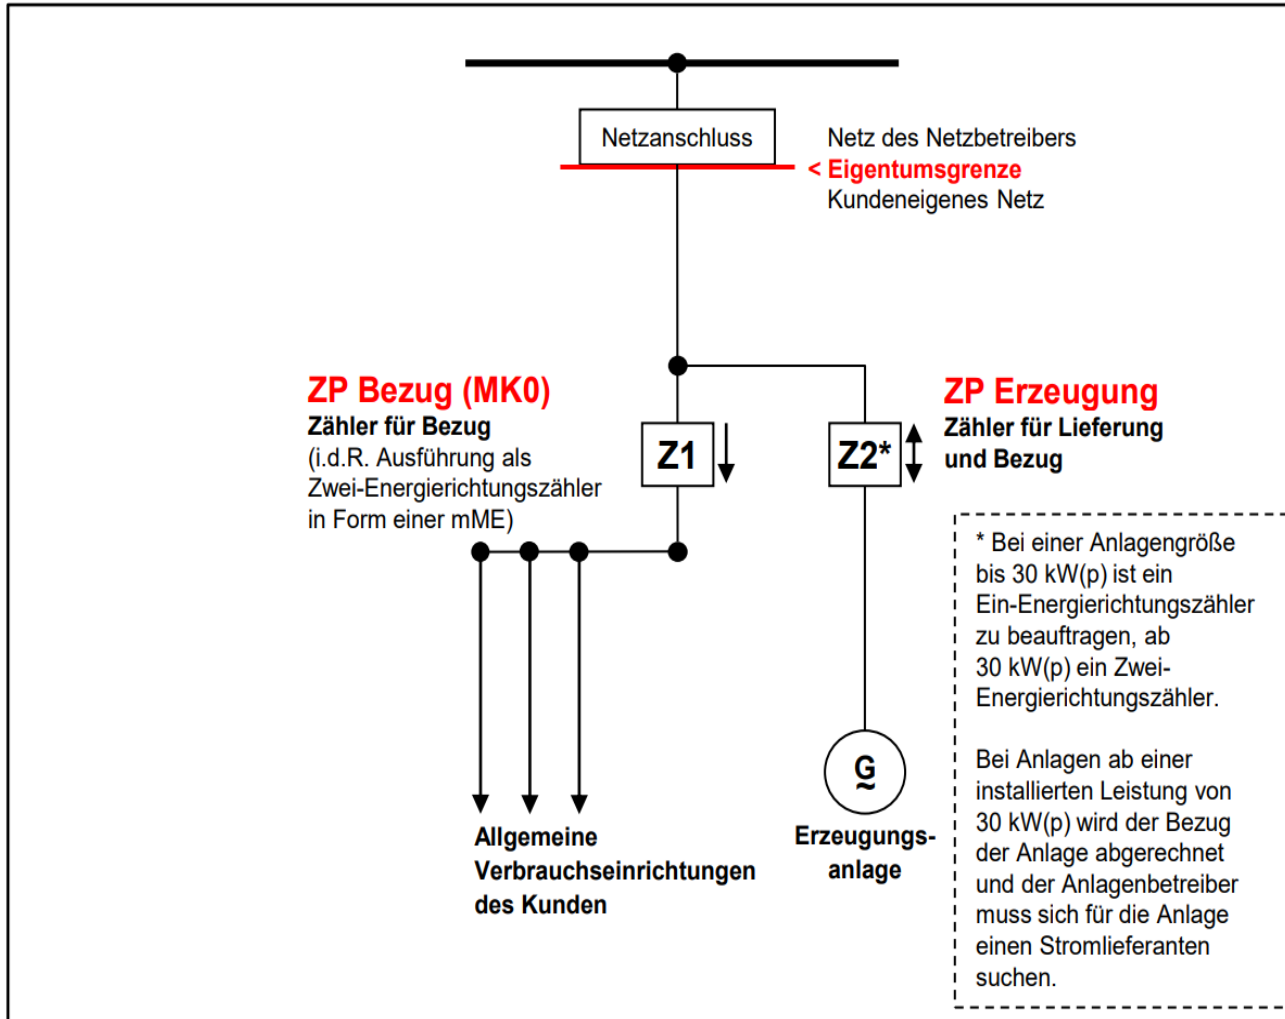 Netzanschluss
Netz des Netzbetreibers
< Eigentumsgrenze
Kundeneigenes Netz
ZP Bezug (MK0)
Zähler für Bezug
(i.d.R. Ausführung als
Zwei-Energierichtungszähler
in Form einer mME)
Z1
Z2*
ZP Erzeugung
Zähler für Lieferung
und Bezug
* Bei einer Anlagengröße
bis 30 kW(p) ist ein
Ein-Energierichtungszähler
zu beauftragen, ab
30 kW(p) ein Zwei-
Energierichtungszähler.
Bei Anlagen ab einer
installierten Leistung von
30 kW(p) wird der Bezug
der Anlage abgerechnet
und der Anlagenbetreiber
muss sich für die Anlage
einen Stromlieferanten
suchen.
G
~
Allgemeine
Verbrauchseinrichtungen
des Kunden
Erzeugungs-
anlage